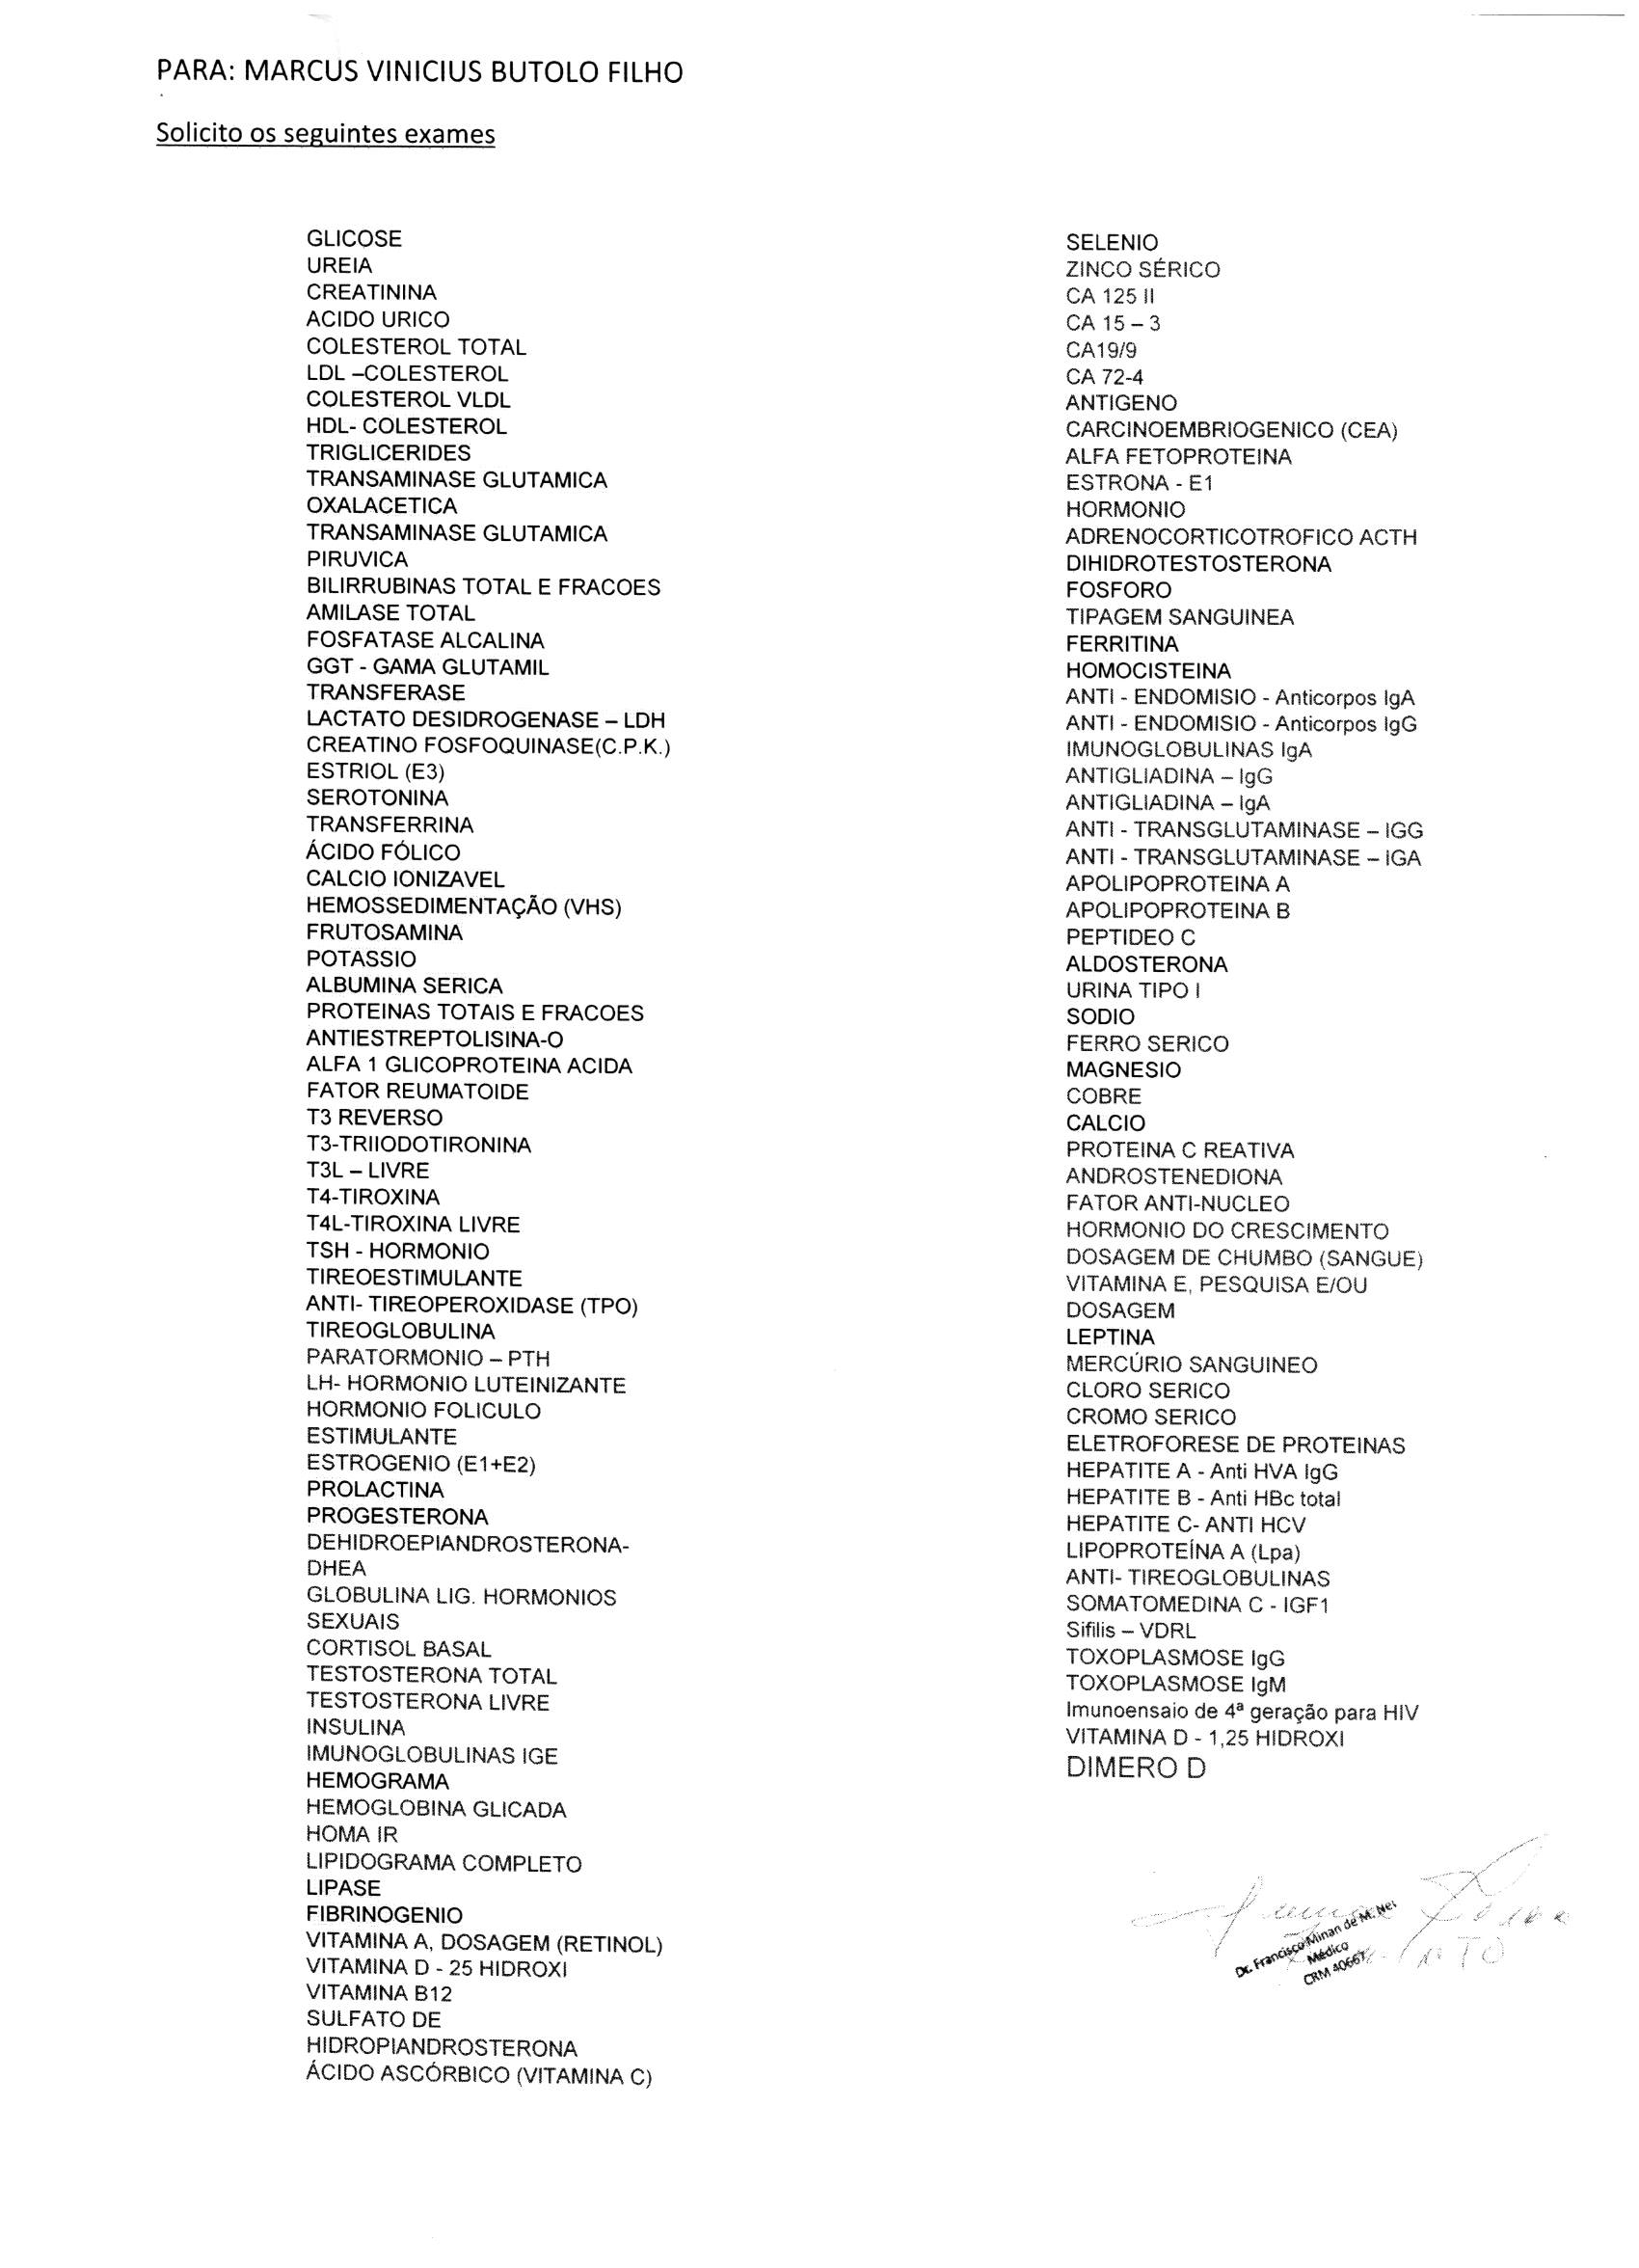 PARA: MARCUS VINICIUS BUTOLO FILHO
Solicito os seguintes exames
GLICOSE
UREIA
CREATININA
ACIDO URICO
COLESTEROL TOTAL
LDL –COLESTEROL
COLESTEROL VLDL
HDL- COLESTEROL
TRIGLICERIDES
TRANSAMINASE GLUTAMICA
OXALACETICA
TRANSAMINASE GLUTAMICA
PIRUVICA
BILIRRUBINAS TOTAL E FRACOES
AMILASE TOTAL
FOSFATASE ALCALINA
GGT - GAMA GLUTAMIL
TRANSFERASE
LACTATO DESIDROGENASE – LDH
CREATINO FOSFOQUINASE(C.P.K.)
ESTRIOL (E3)
SEROTONINA
TRANSFERRINA
ÁCIDO FÓLICO
CALCIO IONIZAVEL
HEMOSSEDIMENTAÇÃO (VHS)
FRUTOSAMINA
POTASSIO
ALBUMINA SERICA
PROTEINAS TOTAIS E FRACOES
ANTIESTREPTOLISINA-O
ALFA 1 GLICOPROTEINA ACIDA
FATOR REUMATOIDE
T3 REVERSO
T3-TRIIODOTIRONINA
T3L – LIVRE
T4-TIROXINA
T4L-TIROXINA LIVRE
TSH - HORMONIO
TIREOESTIMULANTE
ANTI- TIREOPEROXIDASE (TPO)
TIREOGLOBULINA
PARATORMONIO – PTH
LH- HORMONIO LUTEINIZANTE
HORMONIO FOLICULO
ESTIMULANTE
ESTROGENIO (E1+E2)
PROLACTINA
PROGESTERONA
DEHIDROEPIANDROSTERONA-
DHEA
GLOBULINA LIG. HORMONIOS
SEXUAIS
CORTISOL BASAL
TESTOSTERONA TOTAL
TESTOSTERONA LIVRE
INSULINA
IMUNOGLOBULINAS IGE
HEMOGRAMA
HEMOGLOBINA GLICADA
HOMA IR
LIPIDOGRAMA COMPLETO
LIPASE
FIBRINOGENIO
VITAMINA A, DOSAGEM (RETINOL)
VITAMINA D - 25 HIDROXI
VITAMINA B12
SULFATO DE
HIDROPIANDROSTERONA
ÁCIDO ASCÓRBICO (VITAMINA C)
SELENIO
ZINCO SÉRICO
CA 125 II
CA 15 – 3
CA19/9
CA 72-4
ANTIGENO
CARCINOEMBRIOGENICO (CEA)
ALFA FETOPROTEINA
ESTRONA - E1
HORMONIO
ADRENOCORTICOTROFICO ACTH
DIHIDROTESTOSTERONA
FOSFORO
TIPAGEM SANGUINEA
FERRITINA
HOMOCISTEINA
ANTI - ENDOMISIO - Anticorpos IgA
ANTI - ENDOMISIO - Anticorpos IgG
IMUNOGLOBULINAS IgA
ANTIGLIADINA – IgG
ANTIGLIADINA – IgA
ANTI - TRANSGLUTAMINASE – IGG
ANTI - TRANSGLUTAMINASE – IGA
APOLIPOPROTEINA A
APOLIPOPROTEINA B
PEPTIDEO C
ALDOSTERONA
URINA TIPO I
SODIO
FERRO SERICO
MAGNESIO
COBRE
CALCIO
PROTEINA C REATIVA
ANDROSTENEDIONA
FATOR ANTI-NUCLEO
HORMONIO DO CRESCIMENTO
DOSAGEM DE CHUMBO (SANGUE)
VITAMINA E, PESQUISA E/OU
DOSAGEM
LEPTINA
MERCÚRIO SANGUINEO
CLORO SERICO
CROMO SERICO
ELETROFORESE DE PROTEINAS
HEPATITE A - Anti HVA IgG
HEPATITE B - Anti HBc total
HEPATITE C- ANTI HCV
LIPOPROTEÍNA A (Lpa)
ANTI- TIREOGLOBULINAS
SOMATOMEDINA C - IGF1
Sifilis – VDRL
TOXOPLASMOSE IgG
TOXOPLASMOSE IgM
Imunoensaio de 4ª geração para HIV
VITAMINA D - 1,25 HIDROXI
DIMERO D
Dr. Francisco Minan de M. Net
Médico
CRM 40667